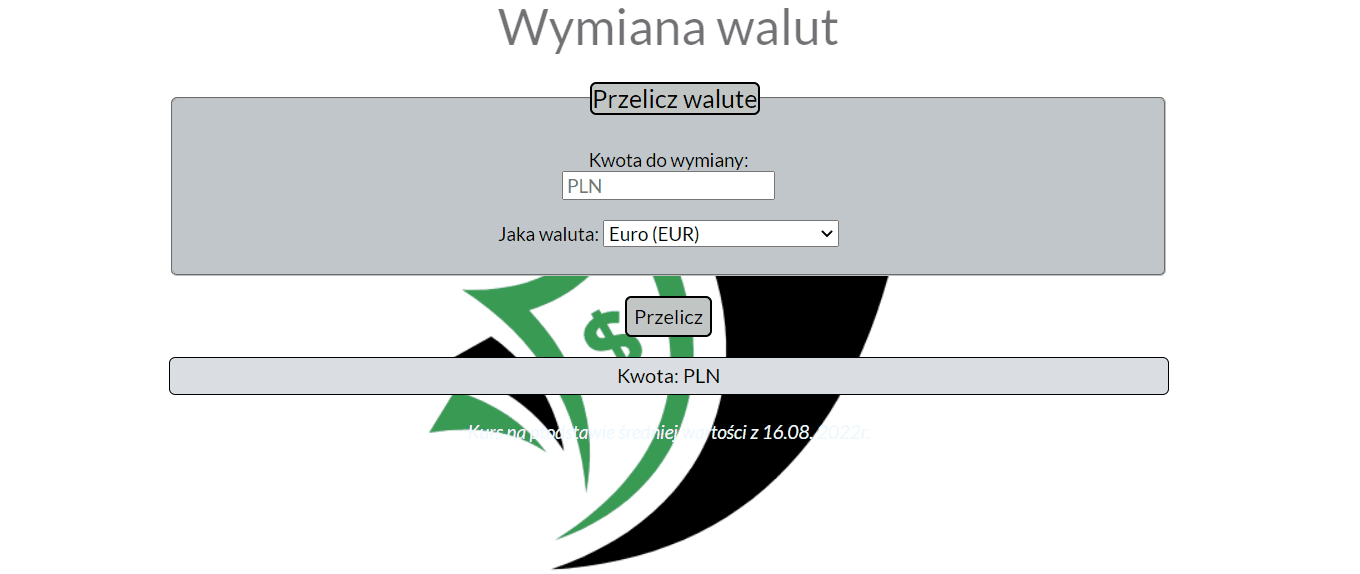 Wymiana walut
Przelicz walute
Kwota do wymiany:
PLN
Jaka waluta: Euro (EUR)
$
Przelicz
Kwota: PLN
Kurs na podstawie średniej wartości z 16.08. 2022r.